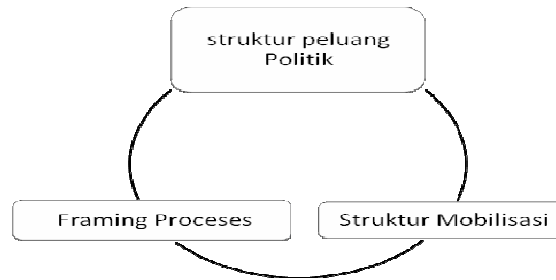 struktur peluang
Politik
Framing Proceses
Struktur Mobilisasi